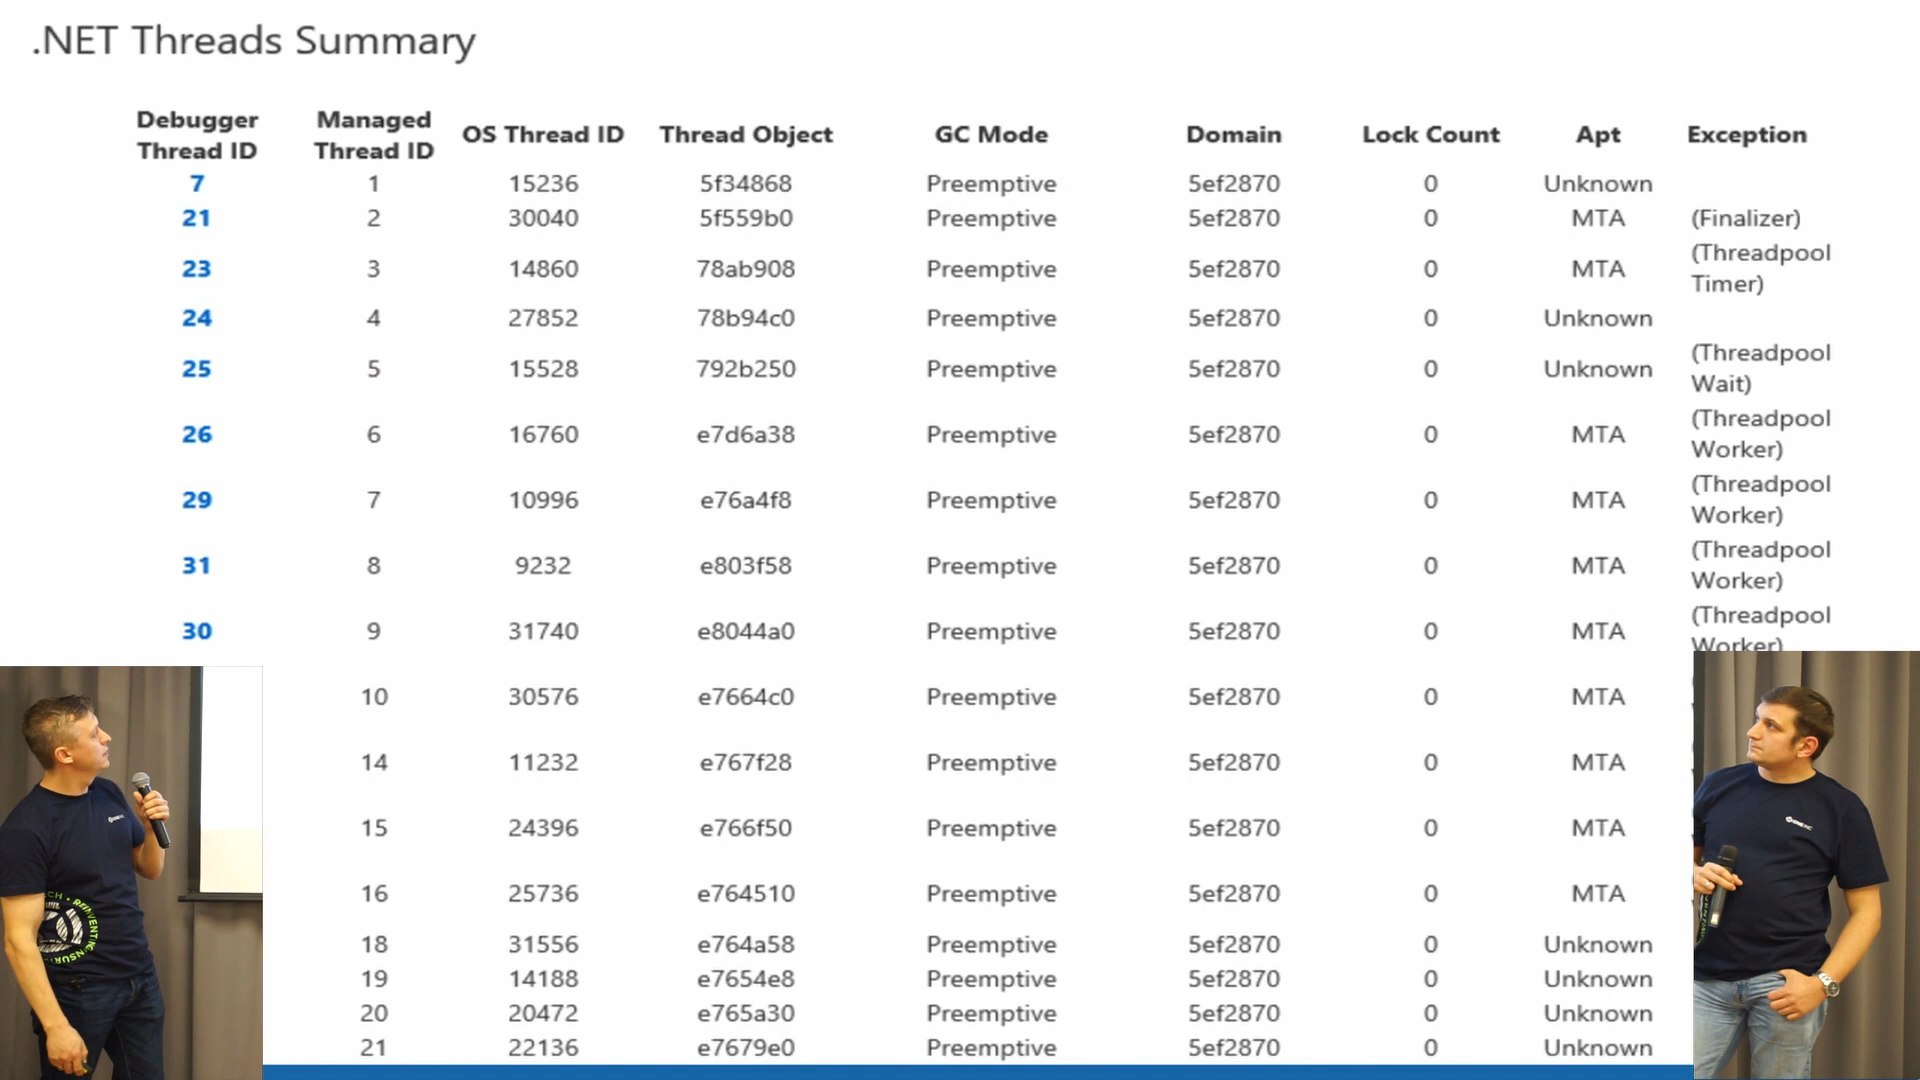 .NET Threads Summary
Debugger Thread ID Managed Thread ID OS Thread ID Thread Object GC Mode Domain Lock Count Apt Exception
7 1 15236 5f34868 Preemptive 5ef2870 0 Unknown
21 2 30040 5f559b0 Preemptive 5ef2870 0 MTA (Finalizer)
23 3 14860 78ab908 Preemptive 5ef2870 0 MTA (Threadpool Timer)
24 4 27852 78b94c0 Preemptive 5ef2870 0 Unknown
25 5 15528 792b250 Preemptive 5ef2870 0 Unknown (Threadpool Wait)
26 6 16760 e7d6a38 Preemptive 5ef2870 0 MTA (Threadpool Worker)
29 7 10996 e76a4f8 Preemptive 5ef2870 0 MTA (Threadpool Worker)
31 8 9232 e803f58 Preemptive 5ef2870 0 MTA (Threadpool Worker)
30 9 31740 e8044a0 Preemptive 5ef2870 0 MTA (Threadpool Worker)
10 30576 e7664c0 Preemptive 5ef2870 0 MTA
14 11232 e767f28 Preemptive 5ef2870 0 MTA
15 24396 e766f50 Preemptive 5ef2870 0 MTA
16 25736 e764510 Preemptive 5ef2870 0 MTA
18 31556 e764a58 Preemptive 5ef2870 0 Unknown
19 14188 e7654e8 Preemptive 5ef2870 0 Unknown
20 20472 e765a30 Preemptive 5ef2870 0 Unknown
21 22136 e7679e0 Preemptive 5ef2870 0 Unknown
REINVENTING